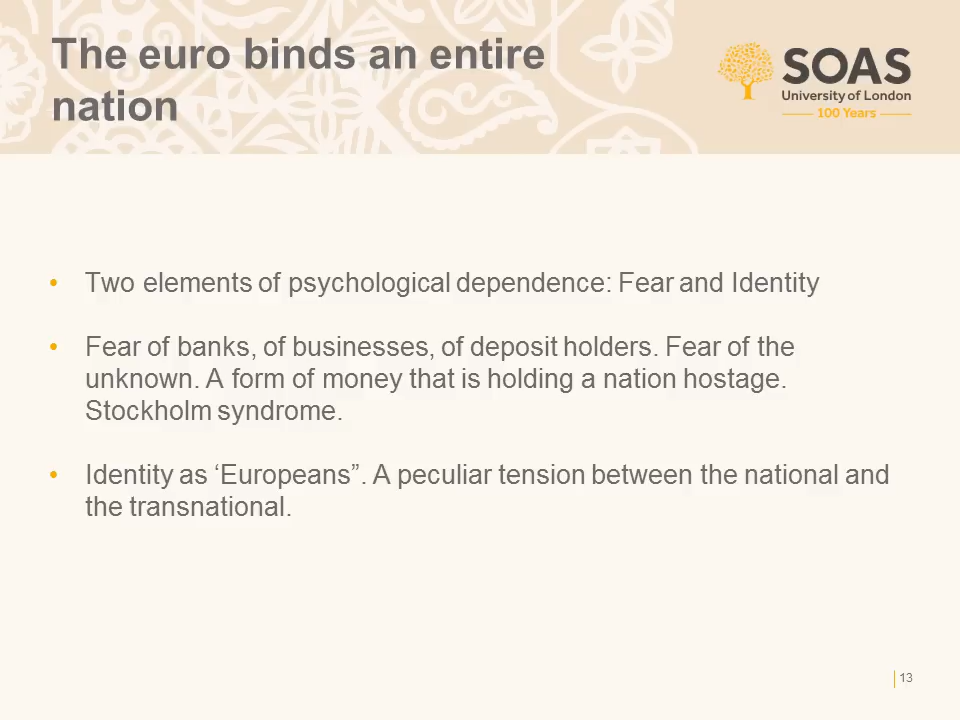 The euro binds an entire
nation
SOAS
University of London
100 Years
• Two elements of psychological dependence: Fear and Identity
• Fear of banks, of businesses, of deposit holders. Fear of the
unknown. A form of money that is holding a nation hostage.
Stockholm syndrome.
• Identity as ‘Europeans”. A peculiar tension between the national and
the transnational.
13